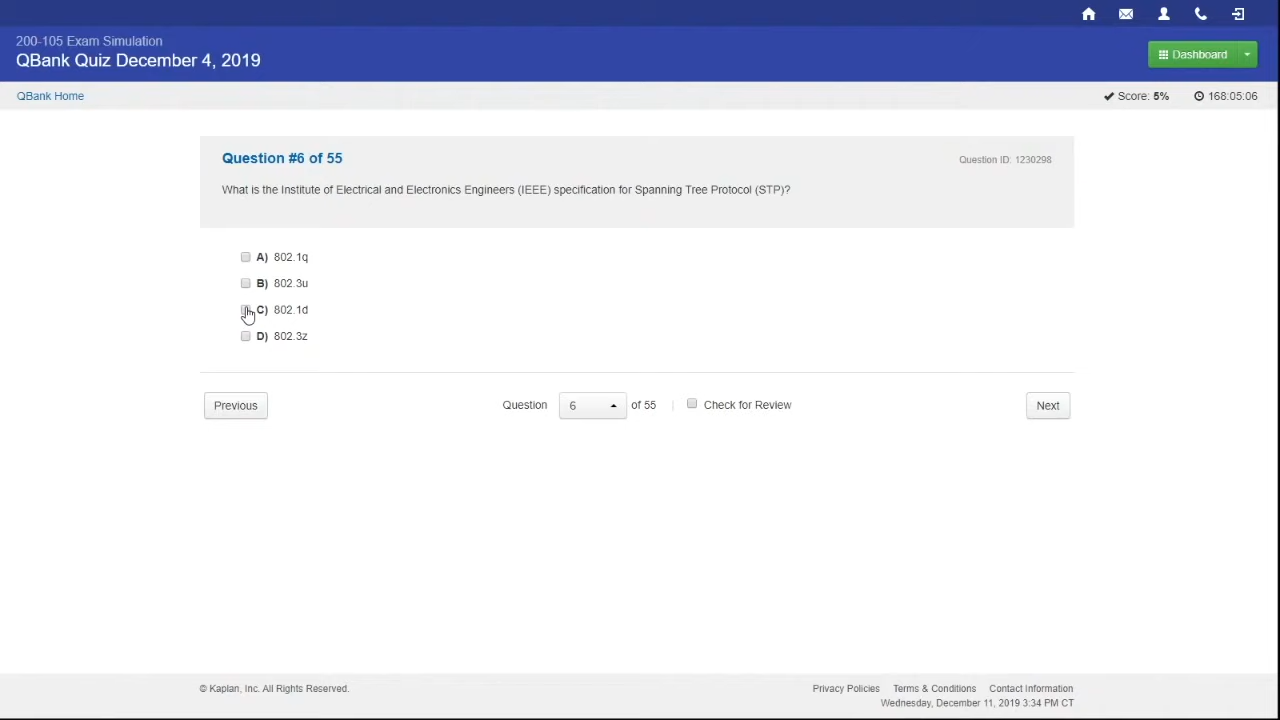 200-105 Exam Simulation
QBank Quiz December 4, 2019
Dashboard
QBank Home
Score: 5%
168:05:06
Question #6 of 55
Question ID: 1230298
What is the Institute of Electrical and Electronics Engineers (IEEE) specification for Spanning Tree Protocol (STP)?
A) 802.1q
B) 802.3u
C) 802.1d
D) 802.3z
Previous
Question 6 of 55 | Check for Review
Next
© Kaplan, Inc. All Rights Reserved.
Privacy Policies Terms & Conditions Contact Information
Wednesday, December 11, 2019 3:34 PM CT